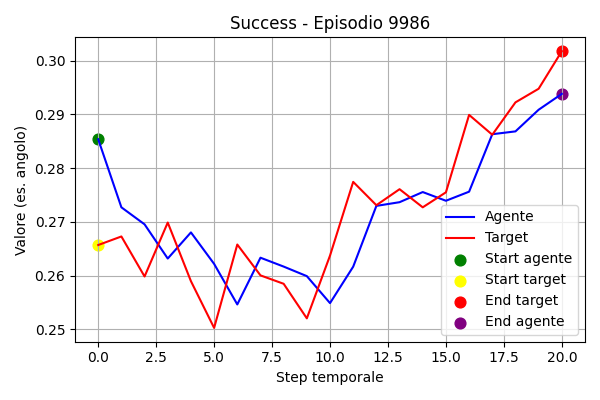 Success - Episodio 9986
Valore (es. angolo)
0.30
0.29
0.28
0.27
0.26
0.25
0.0 2.5 5.0 7.5 10.0 12.5 15.0 17.5 20.0
Step temporale
Agente
Target
Start agente
Start target
End target
End agente